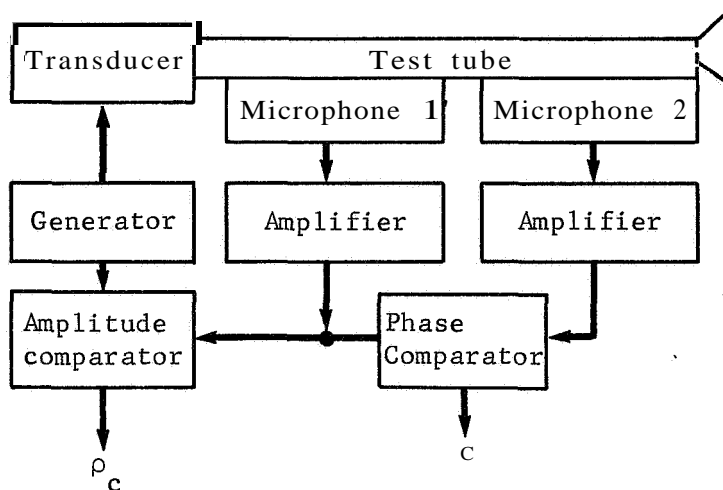 Transducer
Test tube
Microphone 1
Microphone 2
Generator
Amplifier
Amplifier
Amplitude
comparator
Phase
Comparator
ρc
c